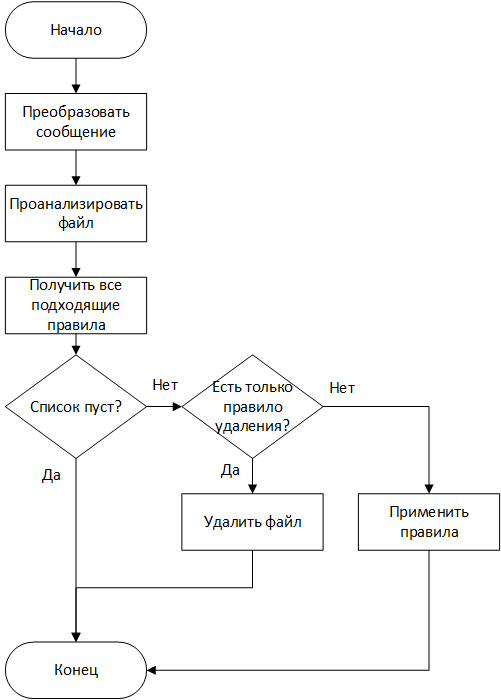 Начало
Преобразовать
сообщение
Проанализировать
файл
Получить все
подходящие
правила
Список пуст?
Нет
Есть только
правило
удаления?
Нет
Да
Да
Удалить файл
Применить
правила
Конец